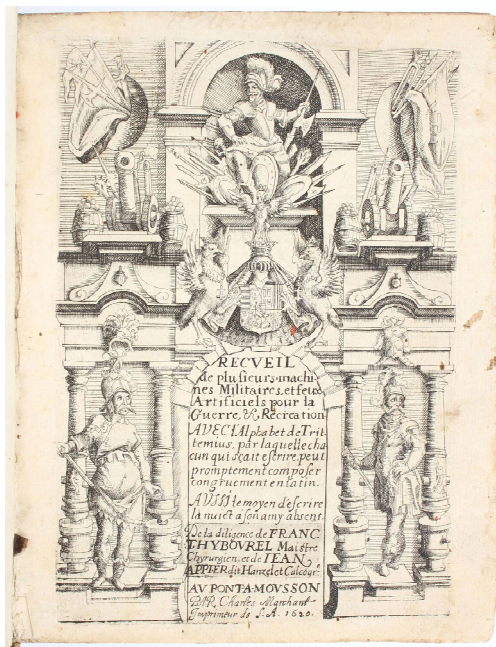 RECVEIL
de plusieurs machi-
nes Militaires, et feux
Artificiels pour la
Guerre, & Recreation.
AVEC l'Alphabet de Trit-
temius, par laquelle cha-
cun qui sçait escrire, peut
promptement composer
congruement en latin.
AVSSI le moyen d'escrire
la nuict a son amy absent.
De la diligence de FRANC.
THYBOVREL Maistre
Chyrurgien, et de IEAN
APPIER dit Hanzelet Calcogr.
AV PONT-A-MOVSSON
PAR Charles Marchant
Imprimeur de S. A. 1620.